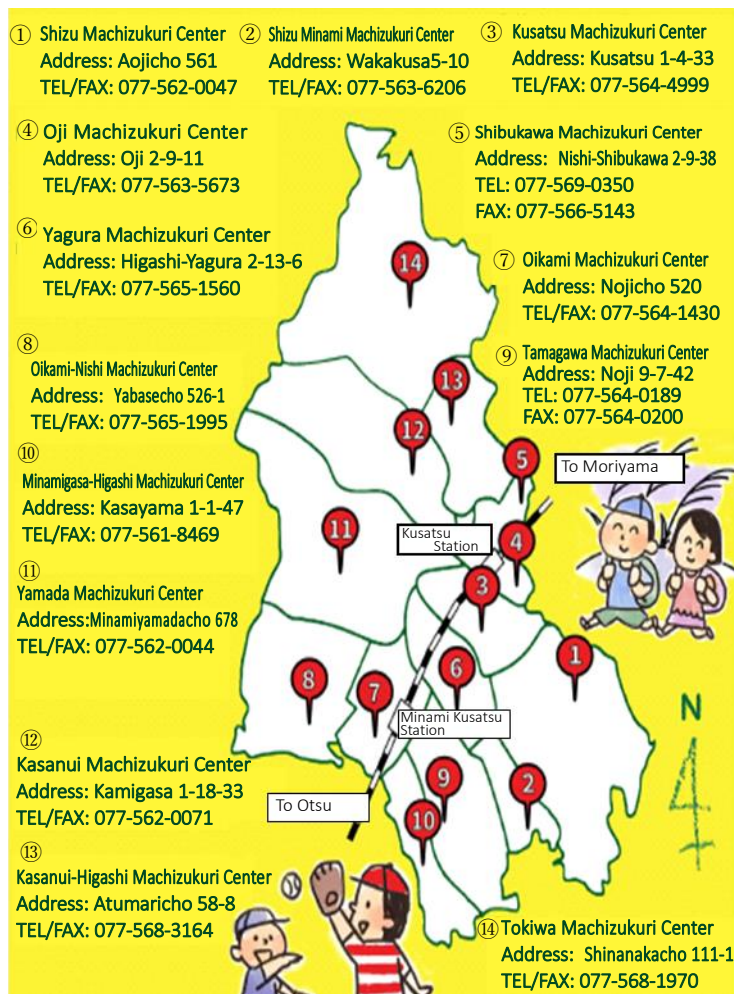 ① Shizu Machizukuri Center
Address: Aojicho 561
TEL/FAX: 077-562-0047
② Shizu Minami Machizukuri Center
Address: Wakakusa5-10
TEL/FAX: 077-563-6206
③ Kusatsu Machizukuri Center
Address: Kusatsu 1-4-33
TEL/FAX: 077-564-4999
④ Oji Machizukuri Center
Address: Oji 2-9-11
TEL/FAX: 077-563-5673
⑤ Shibukawa Machizukuri Center
Address: Nishi-Shibukawa 2-9-38
TEL: 077-569-0350
FAX: 077-566-5143
⑥ Yagura Machizukuri Center
Address: Higashi-Yagura 2-13-6
TEL/FAX: 077-565-1560
⑦ Oikami Machizukuri Center
Address: Nojicho 520
TEL/FAX: 077-564-1430
⑧
Oikami-Nishi Machizukuri Center
Address: Yabasecho 526-1
TEL/FAX: 077-565-1995
⑨ Tamagawa Machizukuri Center
Address: Noji 9-7-42
TEL: 077-564-0189
FAX: 077-564-0200
⑩
Minamigasa-Higashi Machizukuri Center
Address: Kasayama 1-1-47
TEL/FAX: 077-561-8469
⑪
Yamada Machizukuri Center
Address:Minamiyamadacho 678
TEL/FAX: 077-562-0044
⑫
Kasanui Machizukuri Center
Address: Kamigasa 1-18-33
TEL/FAX: 077-562-0071
⑬
Kasanui-Higashi Machizukuri Center
Address: Atumaricho 58-8
TEL/FAX: 077-568-3164
⑭ Tokiwa Machizukuri Center
Address: Shinanakacho 111-1
TEL/FAX: 077-568-1970
14
13
12
5
To Moriyama
11
Kusatsu
Station
4
3
1
6
8
7
Minami Kusatsu
Station
N
9
2
To Otsu
10